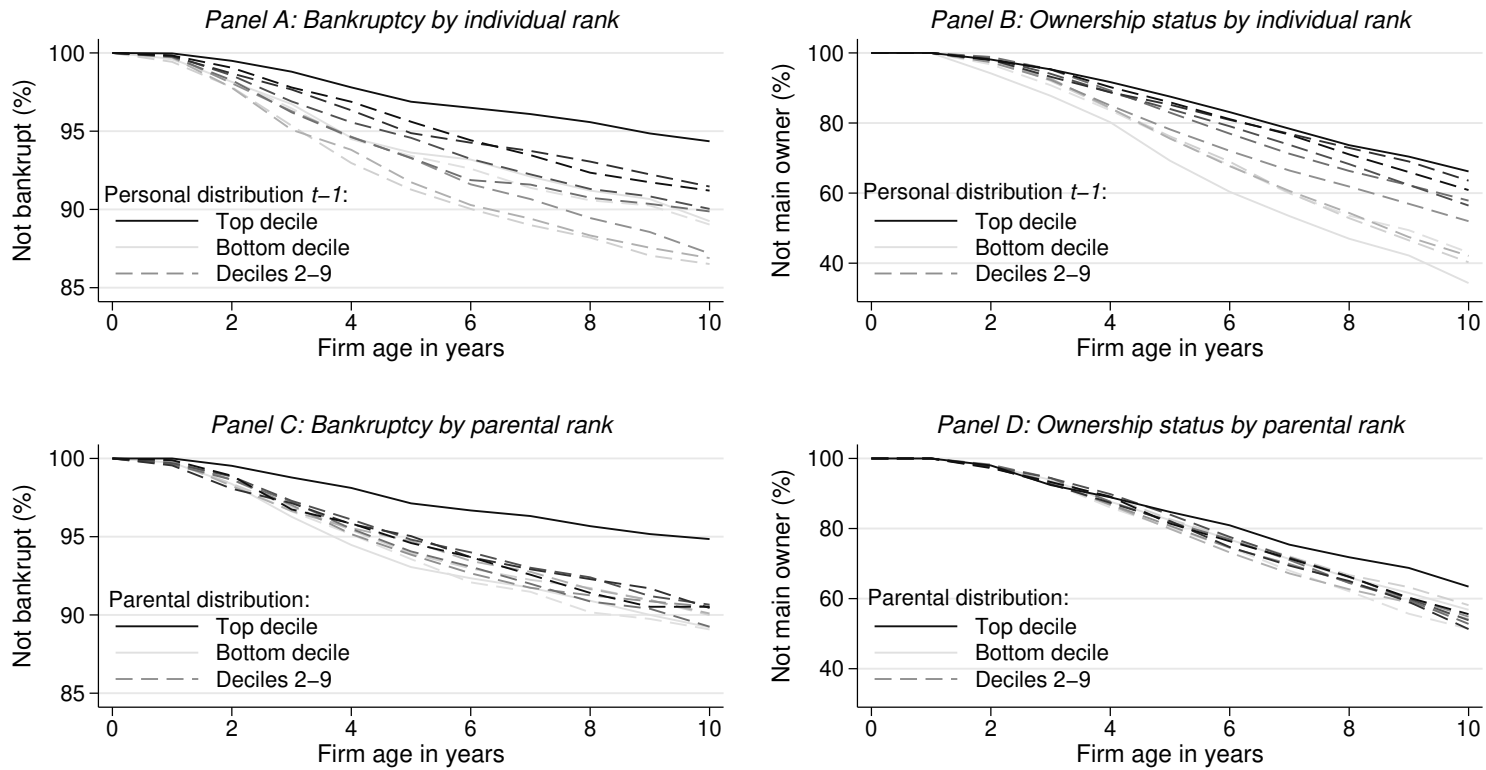 Panel A: Bankruptcy by individual rank
Not bankrupt (%)
100
95
90
85
Personal distribution t−1:
Top decile
Bottom decile
Deciles 2−9
0 2 4 6 8 10
Firm age in years
Panel B: Ownership status by individual rank
Not main owner (%)
100
80
60
40
Personal distribution t−1:
Top decile
Bottom decile
Deciles 2−9
0 2 4 6 8 10
Firm age in years
Panel C: Bankruptcy by parental rank
Not bankrupt (%)
100
95
90
85
Parental distribution:
Top decile
Bottom decile
Deciles 2−9
0 2 4 6 8 10
Firm age in years
Panel D: Ownership status by parental rank
Not main owner (%)
100
80
60
40
Parental distribution:
Top decile
Bottom decile
Deciles 2−9
0 2 4 6 8 10
Firm age in years